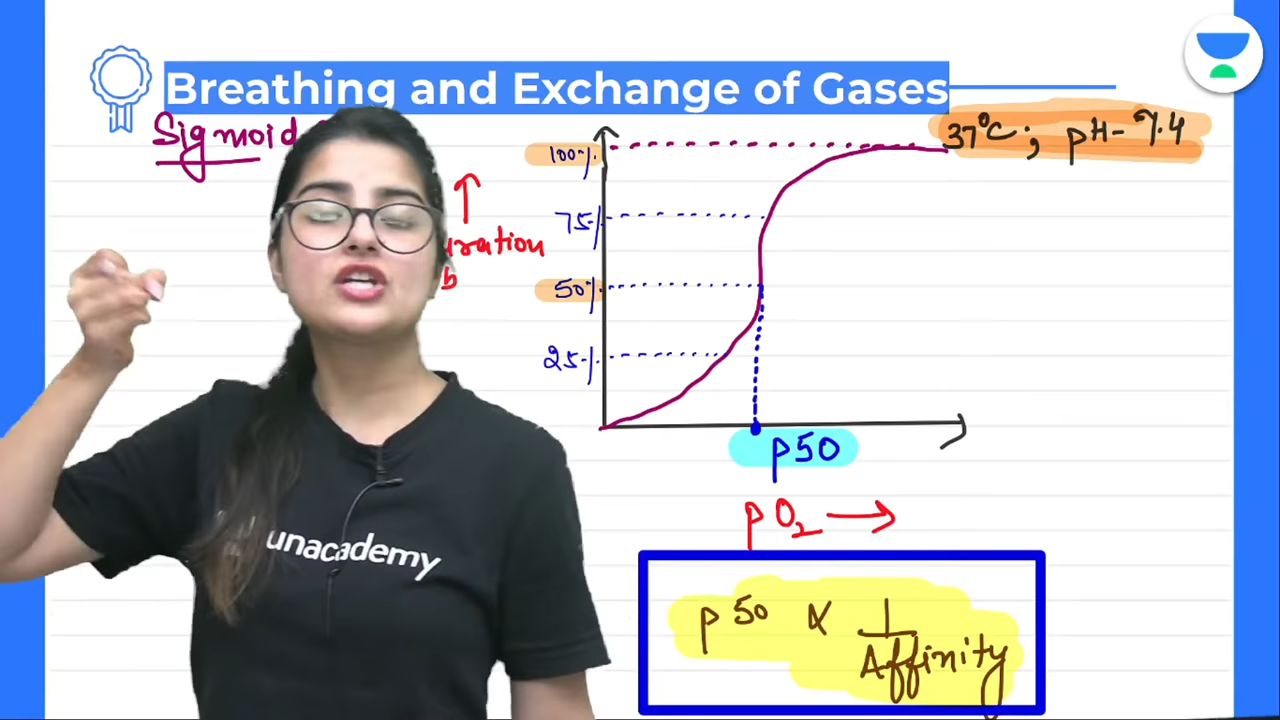 Breathing and Exchange of Gases
Sigmoid
37°C; pH- 7.4
100%
75%
50%
25%
p50
pO2 →
unacademy
p50 ∝ 1/Affinity